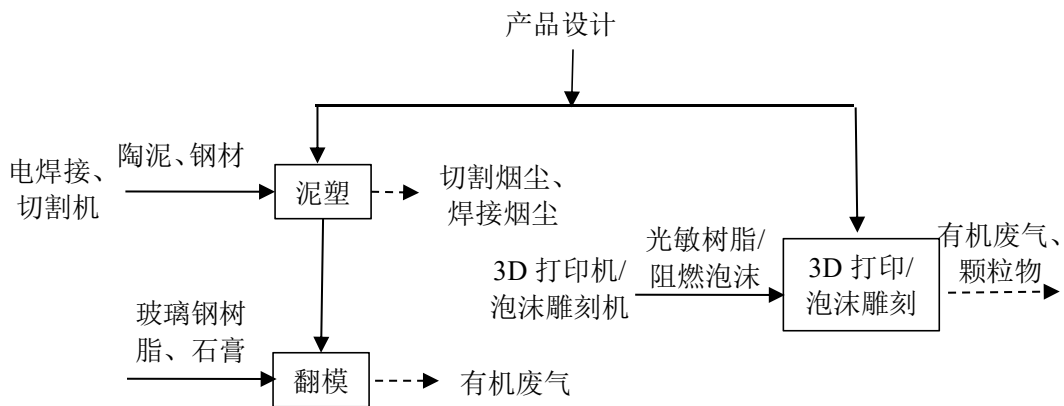 产品设计
电焊接、
切割机
陶泥、钢材
泥塑
切割烟尘、
焊接烟尘
3D 打印机/
泡沫雕刻机
光敏树脂/
阻燃泡沫
3D 打印/
泡沫雕刻
有机废气、
颗粒物
玻璃钢树
脂、石膏
翻模
有机废气